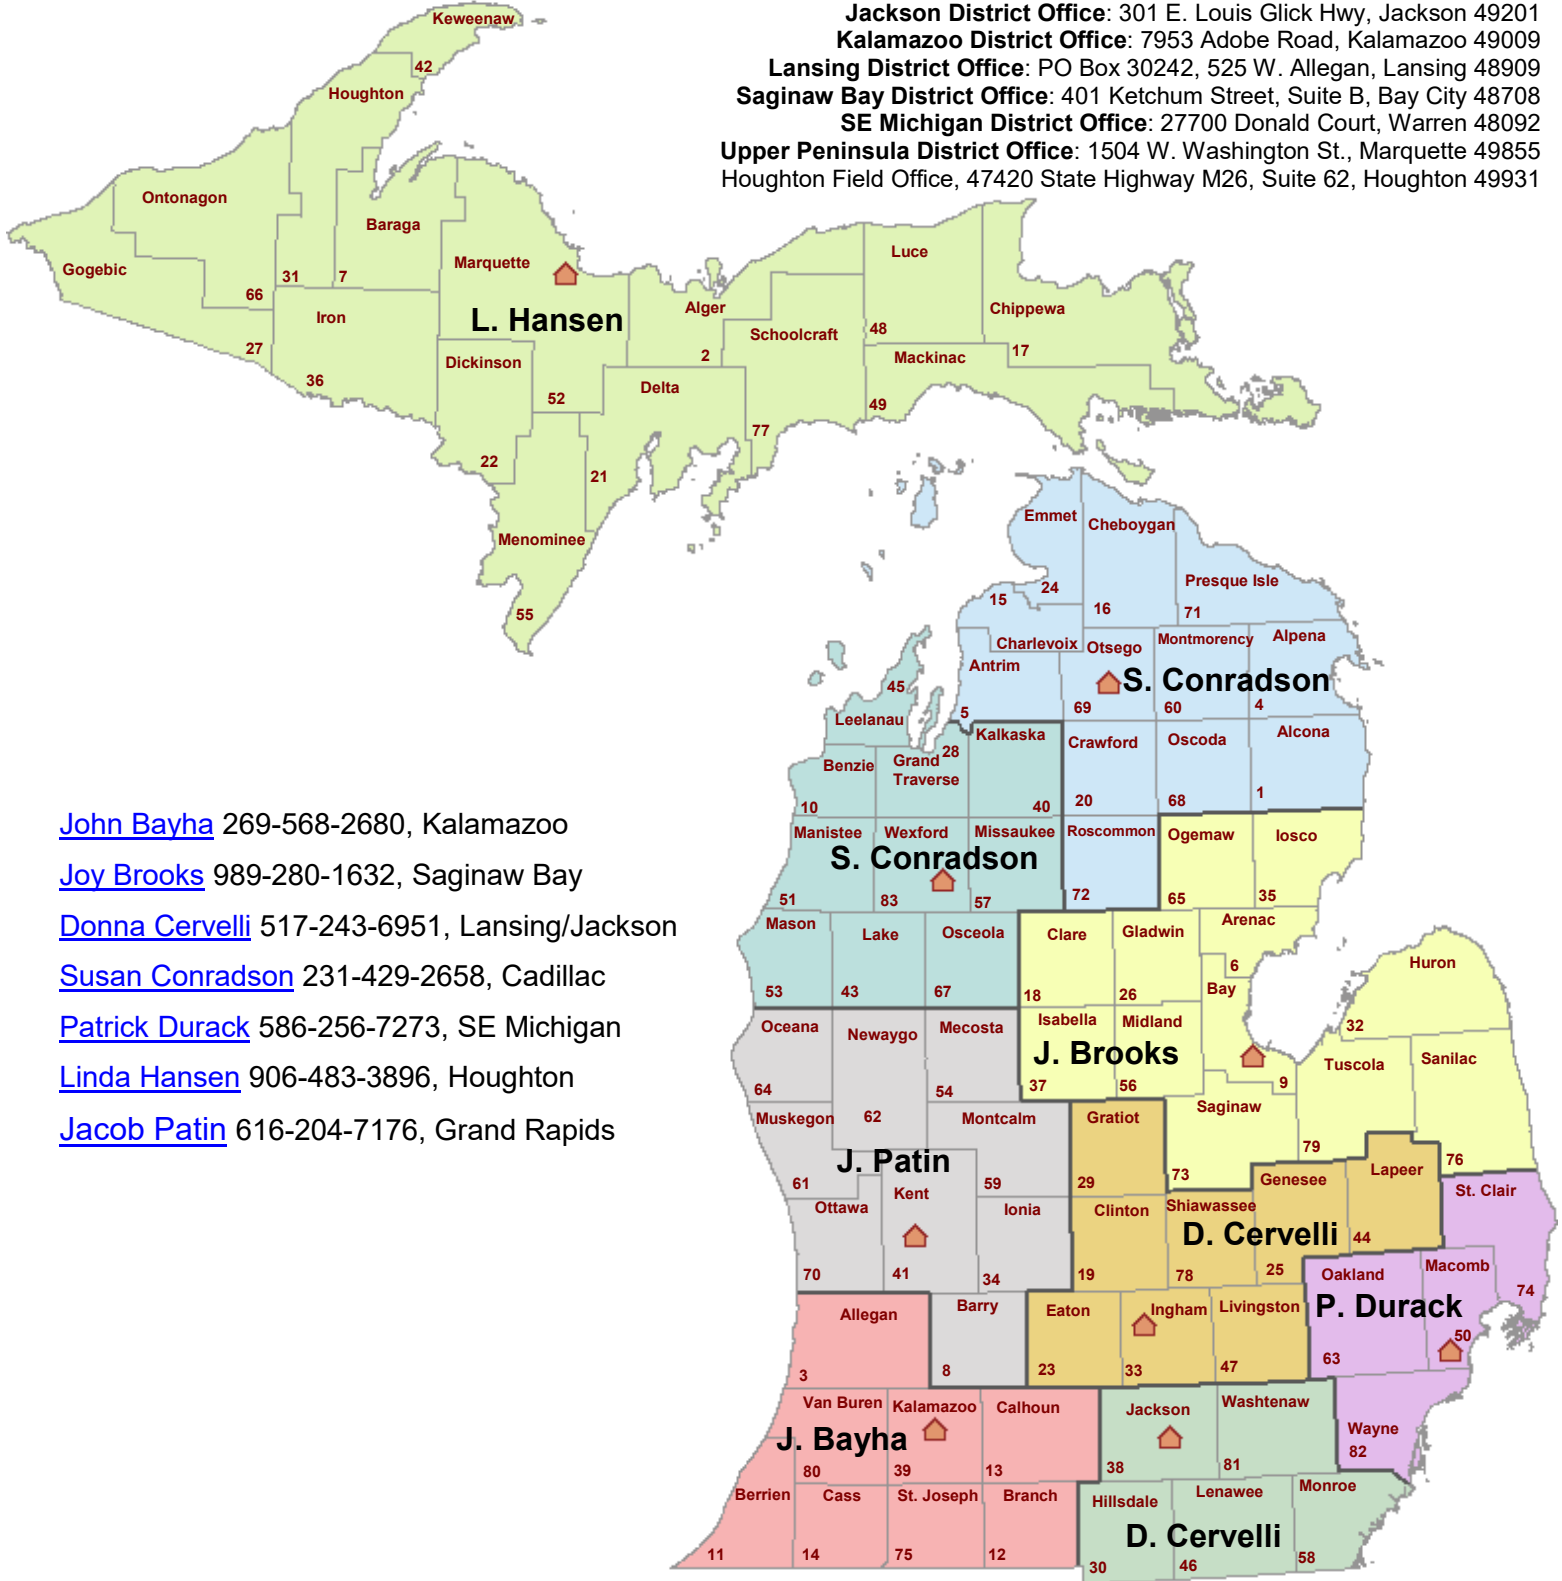 Jackson District Office: 301 E. Louis Glick Hwy, Jackson 49201
Kalamazoo District Office: 7953 Adobe Road, Kalamazoo 49009
Lansing District Office: PO Box 30242, 525 W. Allegan, Lansing 48909
Saginaw Bay District Office: 401 Ketchum Street, Suite B, Bay City 48708
SE Michigan District Office: 27700 Donald Court, Warren 48092
Upper Peninsula District Office: 1504 W. Washington St., Marquette 49855
Houghton Field Office, 47420 State Highway M26, Suite 62, Houghton 49931
Keweenaw
42
Houghton
31
Ontonagon
66
Gogebic
27
Baraga
7
Iron
36
Marquette
52
L. Hansen
Dickinson
22
Menominee
55
Delta
21
Alger
2
Schoolcraft
77
Luce
48
Chippewa
17
Mackinac
49
Emmet
24
Cheboygan
16
Presque Isle
71
15
Charlevoix
Antrim
5
Otsego
69
Montmorency
60
Alpena
4
S. Conradson
Crawford
20
Oscoda
68
Alcona
1
Roscommon
72
45
Leelanau
Benzie
10
Grand
Traverse
28
Kalkaska
40
Manistee
51
Wexford
83
Missaukee
57
S. Conradson
Mason
53
Lake
43
Osceola
67
Ogemaw
65
Iosco
35
Clare
18
Gladwin
26
Arenac
6
Bay
9
Isabella
37
Midland
56
J. Brooks
Saginaw
73
Huron
32
Tuscola
79
Sanilac
76
Oceana
64
Newaygo
62
Mecosta
54
Muskegon
61
Montcalm
59
J. Patin
Ottawa
70
Kent
41
Ionia
34
Barry
8
Gratiot
29
Clinton
19
Shiawassee
78
Genesee
25
Lapeer
44
D. Cervelli
Eaton
23
Ingham
33
Livingston
47
St. Clair
74
Oakland
63
Macomb
50
P. Durack
Wayne
82
Allegan
3
Van Buren
80
Kalamazoo
39
Calhoun
13
J. Bayha
Berrien
11
Cass
14
St. Joseph
75
Branch
12
Jackson
38
Washtenaw
81
Hillsdale
30
Lenawee
46
Monroe
58
D. Cervelli
John Bayha 269-568-2680, Kalamazoo
Joy Brooks 989-280-1632, Saginaw Bay
Donna Cervelli 517-243-6951, Lansing/Jackson
Susan Conradson 231-429-2658, Cadillac
Patrick Durack 586-256-7273, SE Michigan
Linda Hansen 906-483-3896, Houghton
Jacob Patin 616-204-7176, Grand Rapids